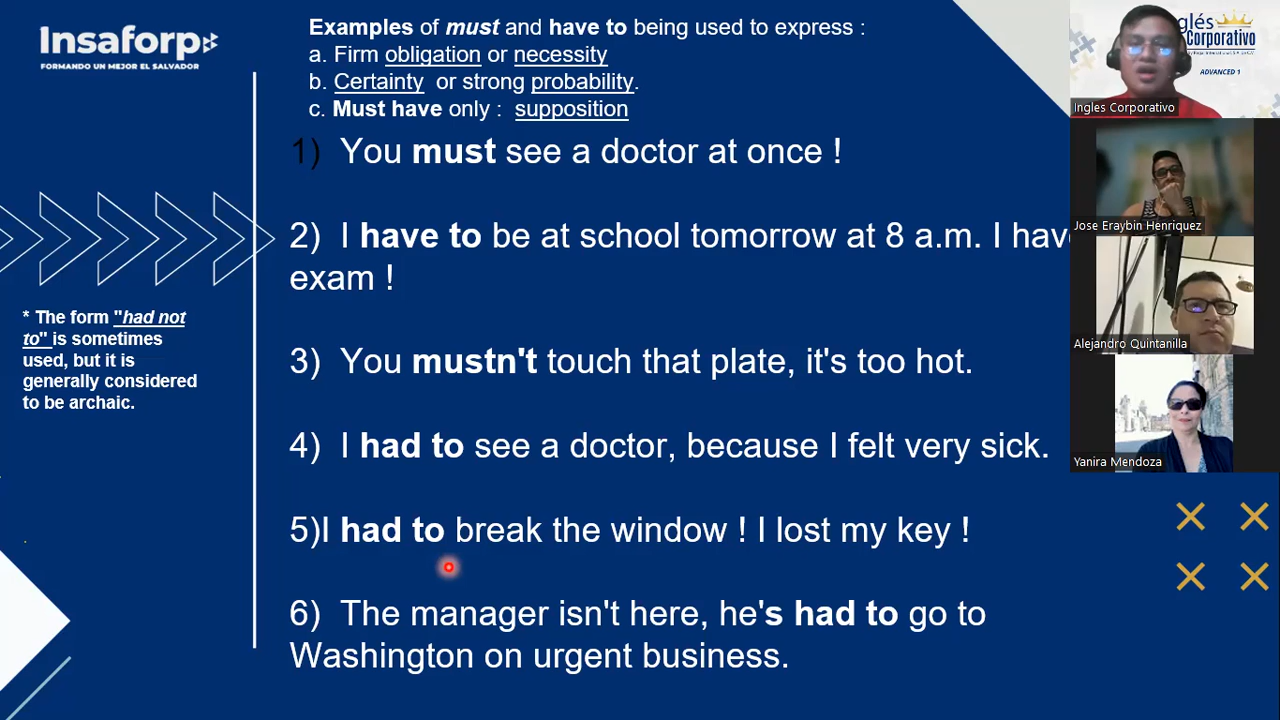 Insaforp
FORMANDO UN MEJOR EL SALVADOR
Examples of must and have to being used to express :
a. Firm obligation or necessity
b. Certainty or strong probability.
c. Must have only : supposition
1) You must see a doctor at once !
2) I have to be at school tomorrow at 8 a.m. I have
exam !
3) You mustn't touch that plate, it's too hot.
4) I had to see a doctor, because I felt very sick.
5)I had to break the window ! I lost my key !
6) The manager isn't here, he's had to go to
Washington on urgent business.
* The form "had not
to" is sometimes
used, but it is
generally considered
to be archaic.
glés
Corporativo
ADVANCED 1
Ingles Corporativo
Jose Eraybin Henriquez
Alejandro Quintanilla
Yanira Mendoza